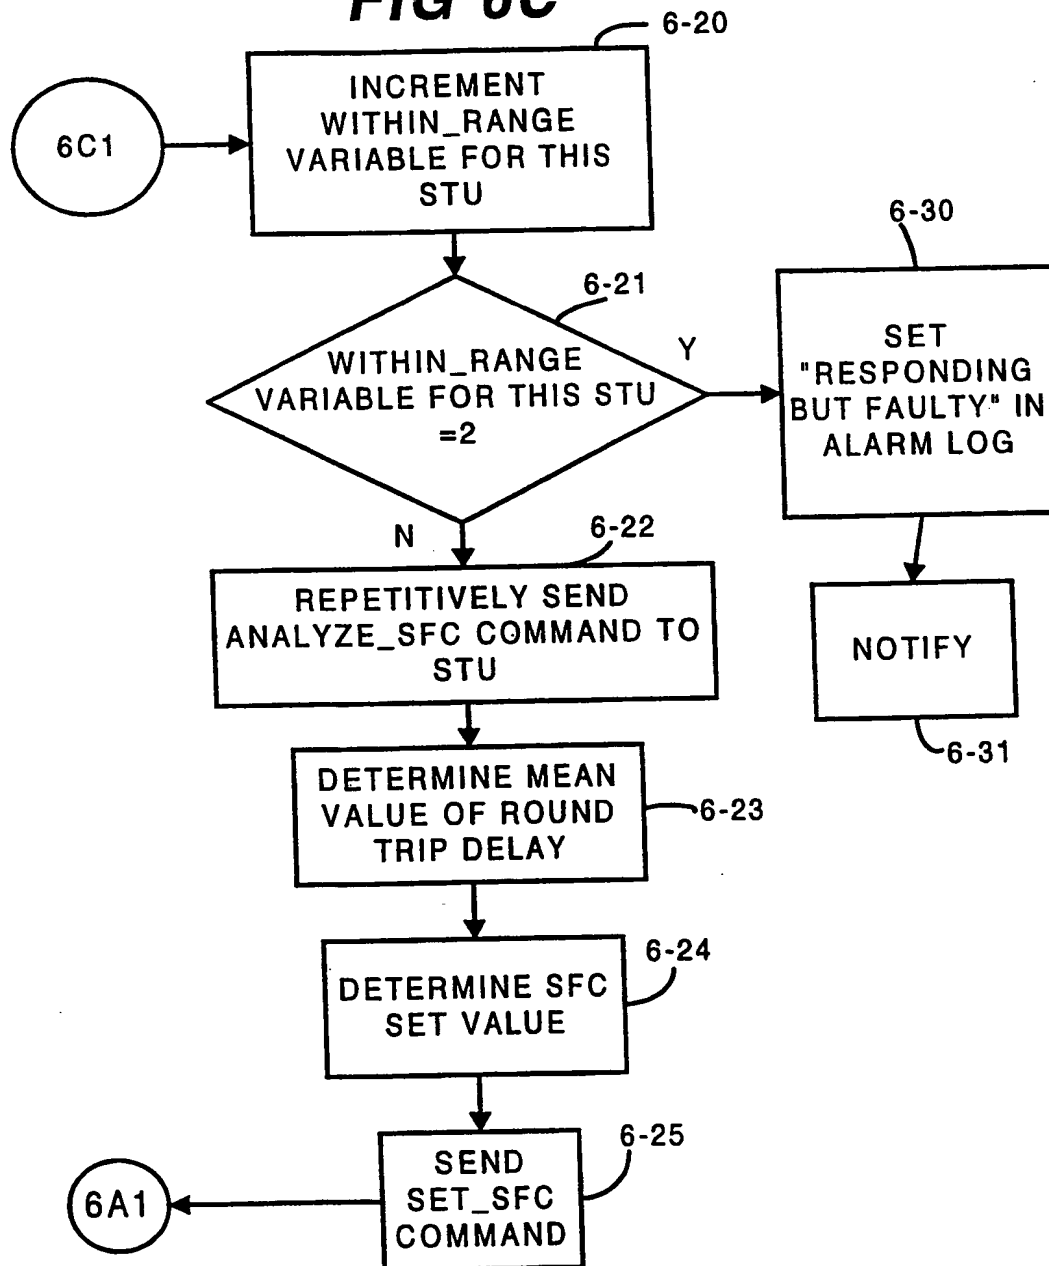 FIG 6C
6-20
INCREMENT
WITHIN_RANGE
VARIABLE FOR THIS
STU
6C1
6-30
6-21
WITHIN_RANGE
VARIABLE FOR THIS STU
=2
Y
SET
"RESPONDING
BUT FAULTY" IN
ALARM LOG
N
6-22
REPETITIVELY SEND
ANALYZE_SFC COMMAND TO
STU
NOTIFY
6-31
DETERMINE MEAN
VALUE OF ROUND
TRIP DELAY
6-23
6-24
DETERMINE SFC
SET VALUE
6-25
SEND
SET_SFC
COMMAND
6A1